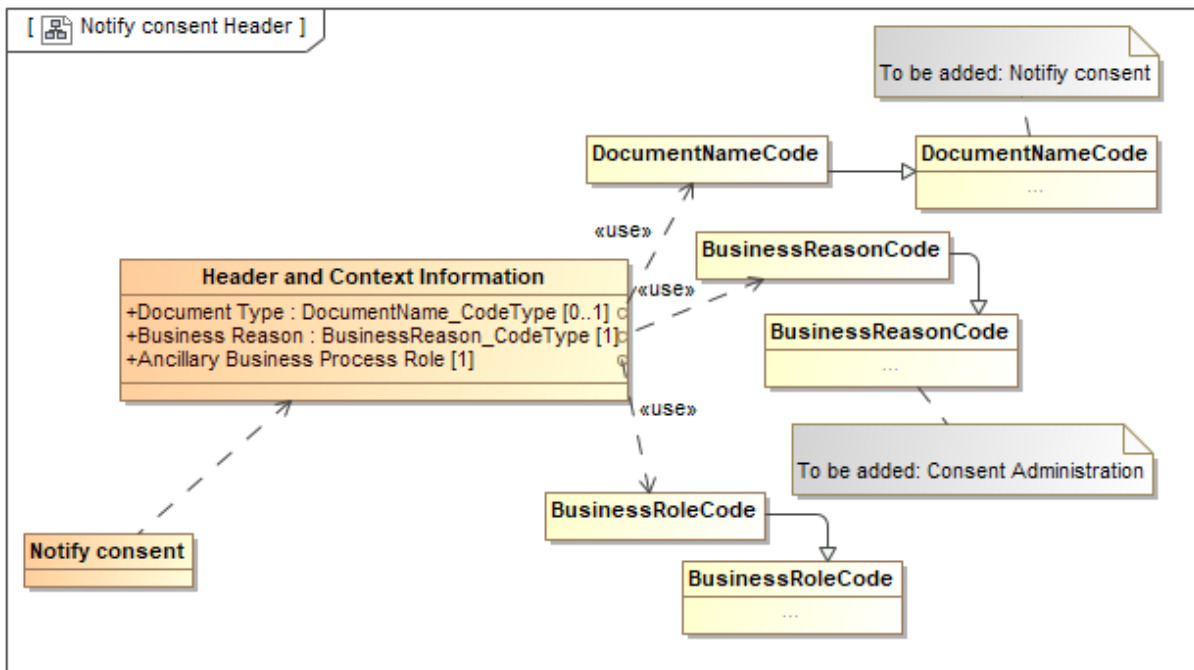 [ Notify consent Header ]
To be added: Notifiy consent
DocumentNameCode
DocumentNameCode
...
«use»
BusinessReasonCode
Header and Context Information
«use»
+Document Type : DocumentName_CodeType [0..1]
+Business Reason : BusinessReason_CodeType [1]
+Ancillary Business Process Role [1]
BusinessReasonCode
...
«use»
To be added: Consent Administration
BusinessRoleCode
Notify consent
BusinessRoleCode
...